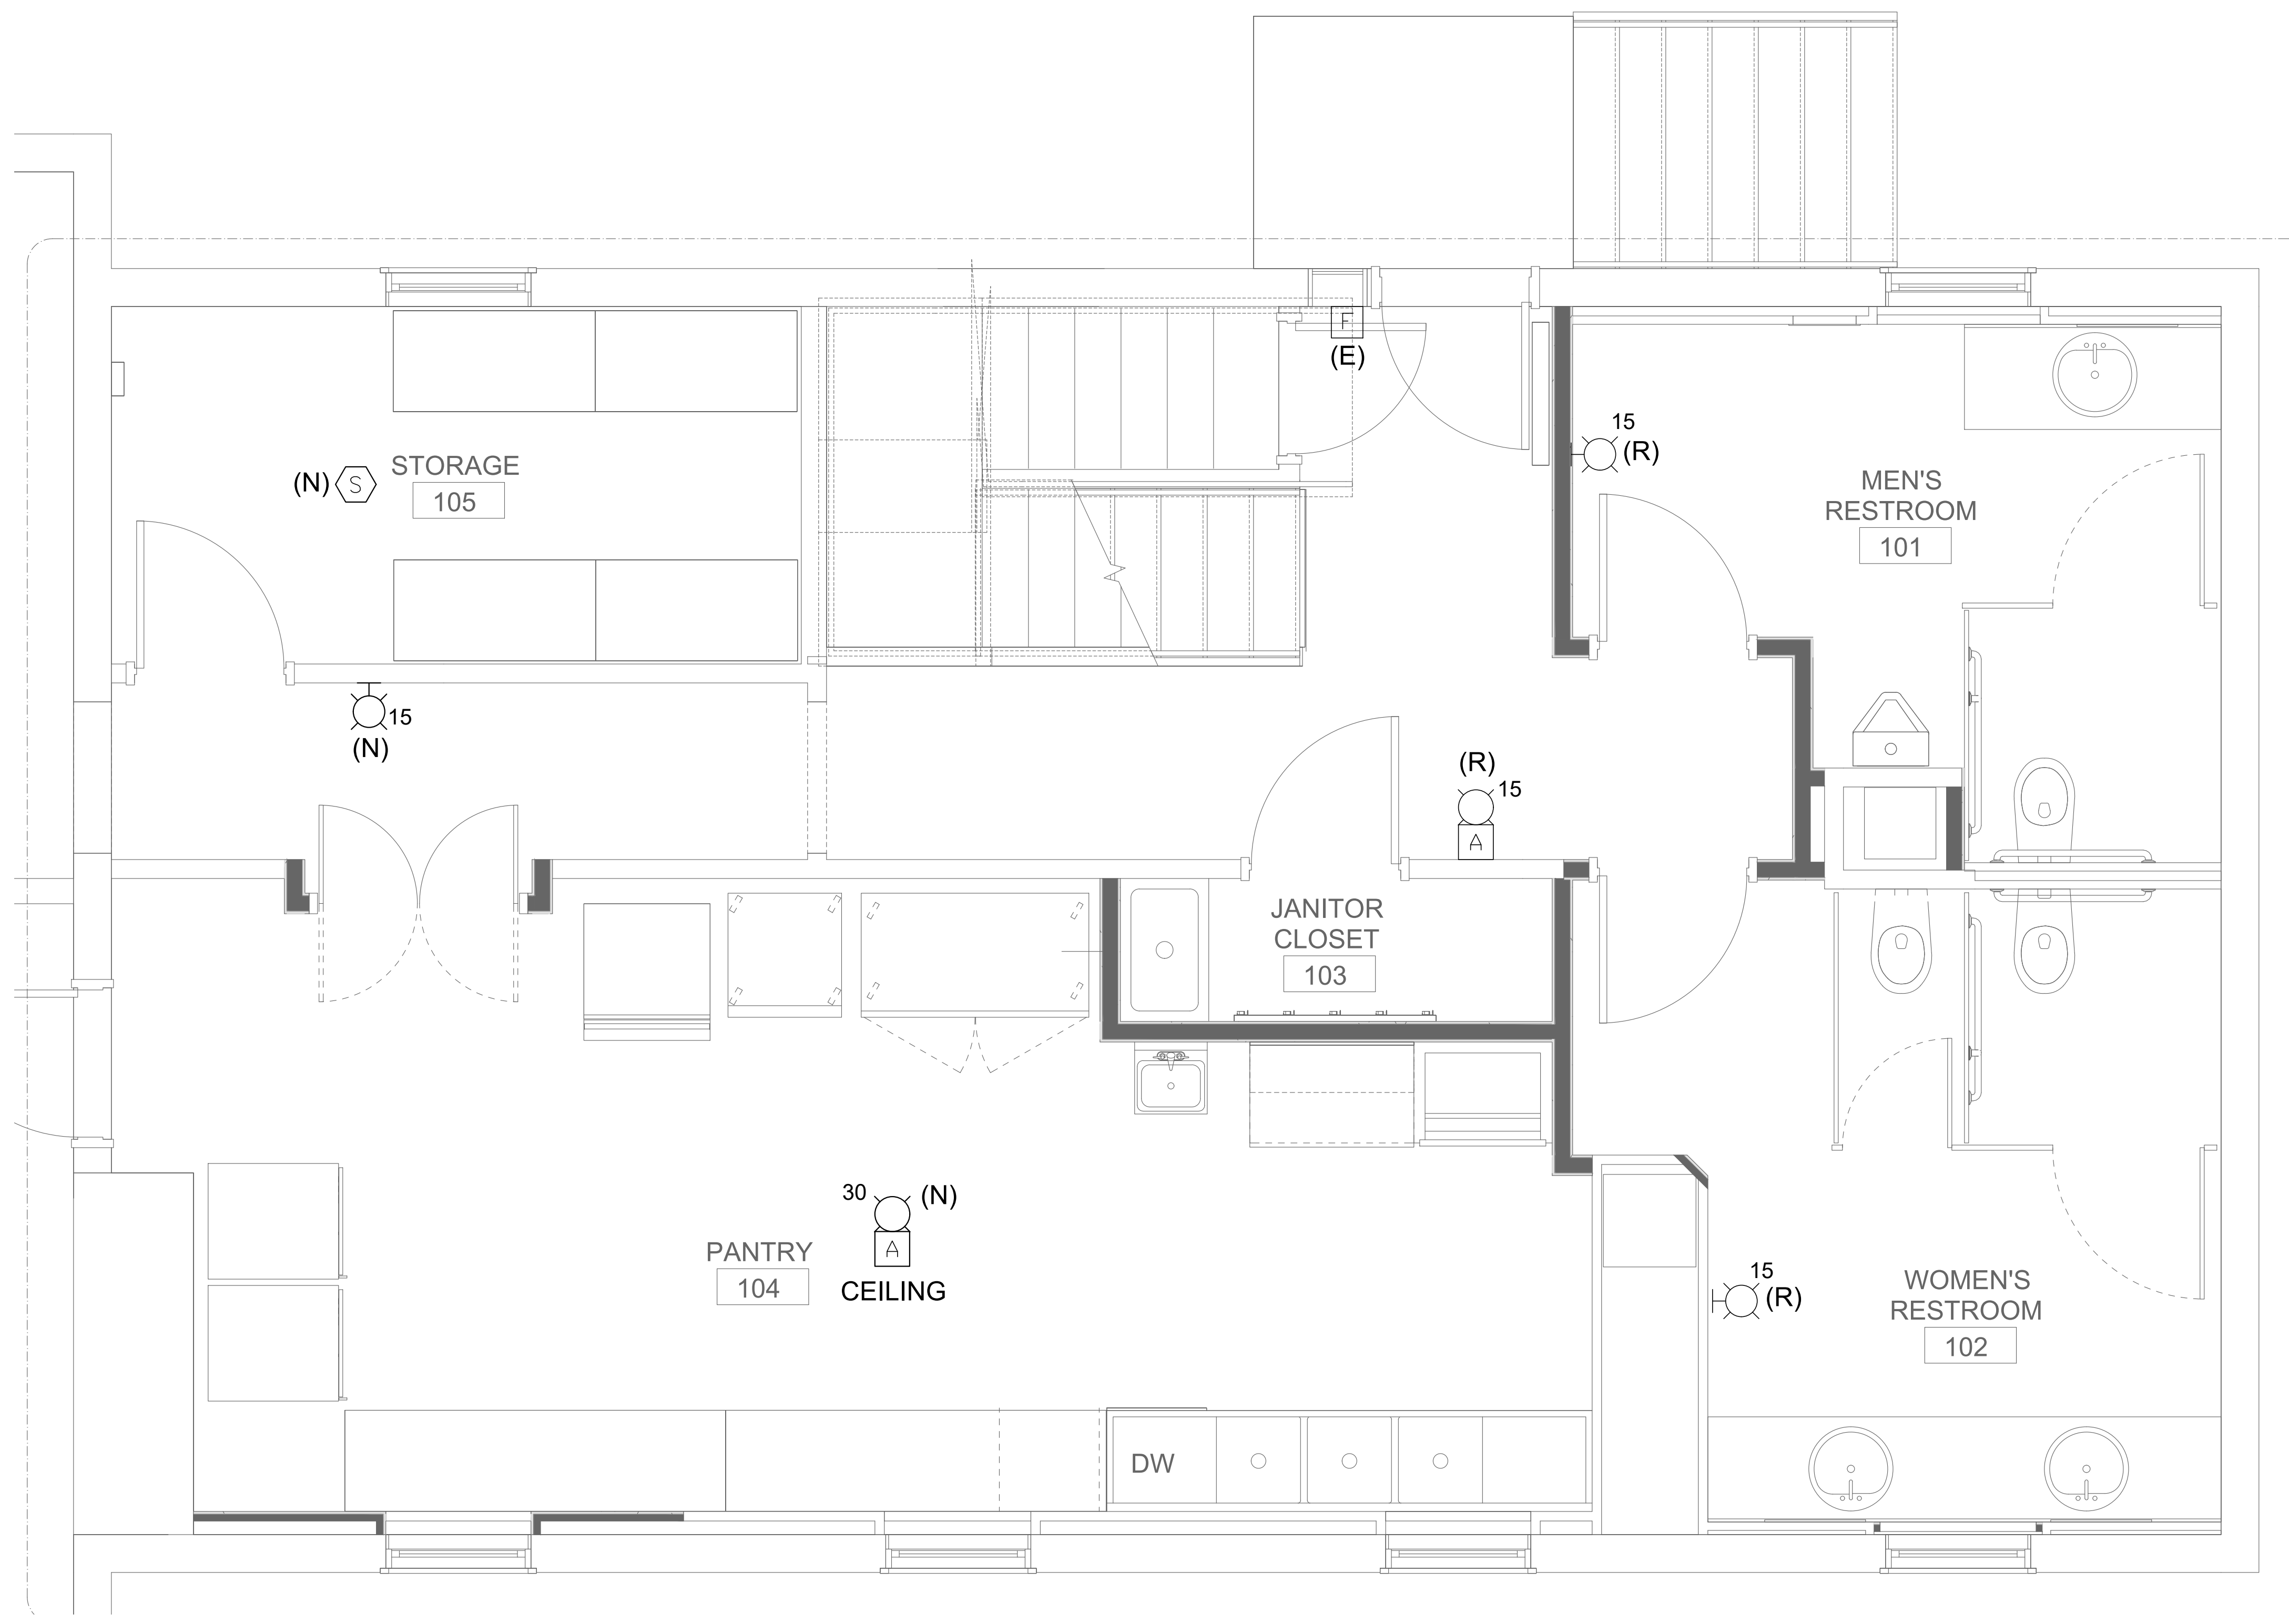 F
(E)
15
(R)
STORAGE
105
(N) S
MEN'S
RESTROOM
101
15
(N)
(R)
15
A
JANITOR
CLOSET
103
30 (N)
A
CEILING
PANTRY
104
15
(R)
WOMEN'S
RESTROOM
102
DW